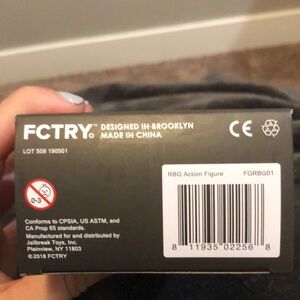 FCTRY™ DESIGNED IN BROOKLYN
MADE IN CHINA
LOT 509 190501
CE
RBG Action Figure FGRBG01
0-3
Conforms to CPSIA, US ASTM, and
CA Prop 65 standards.
Manufactured for and distributed by
Jailbreak Toys, Inc.
Plainview, NY 11803
©2018 FCTRY
8 11935 02256 8